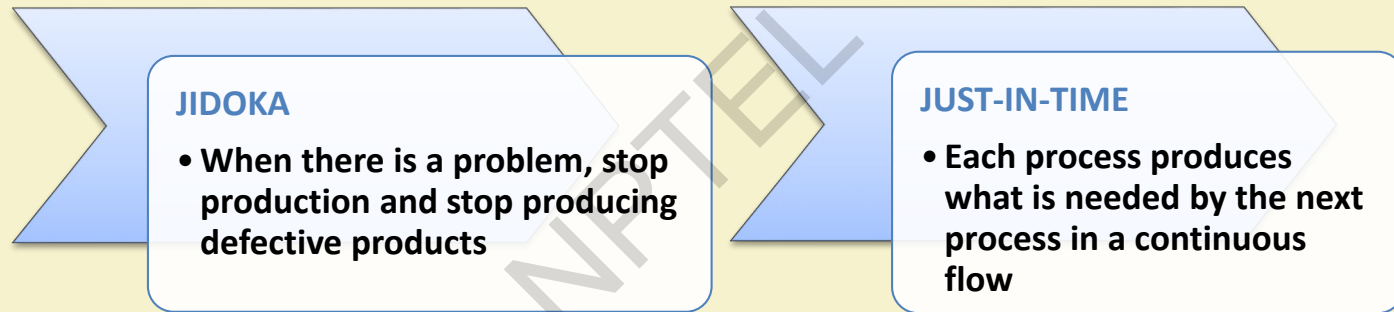 JIDOKA
• When there is a problem, stop
production and stop producing
defective products
JUST-IN-TIME
• Each process produces
what is needed by the next
process in a continuous
flow
NPTEL